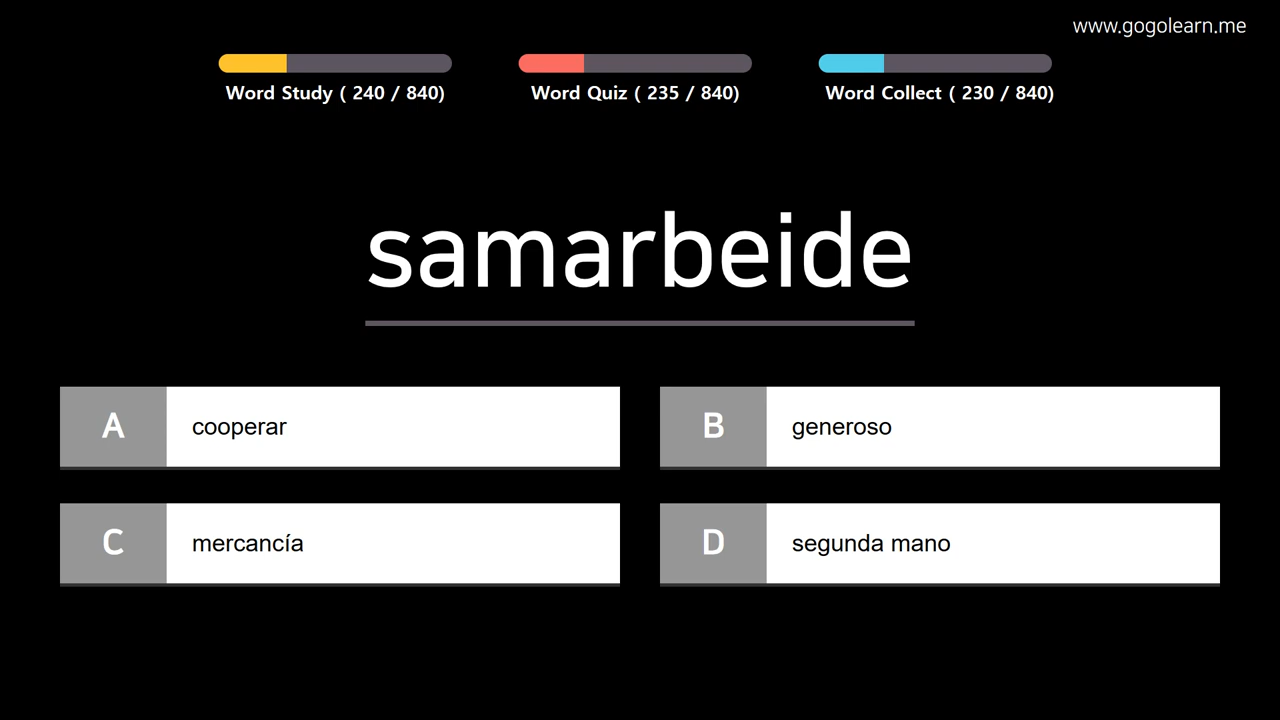 www.gogolearn.me
Word Study ( 240 / 840)
Word Quiz ( 235 / 840)
Word Collect ( 230 / 840)
samarbeide
A cooperar
B generoso
C mercancía
D segunda mano